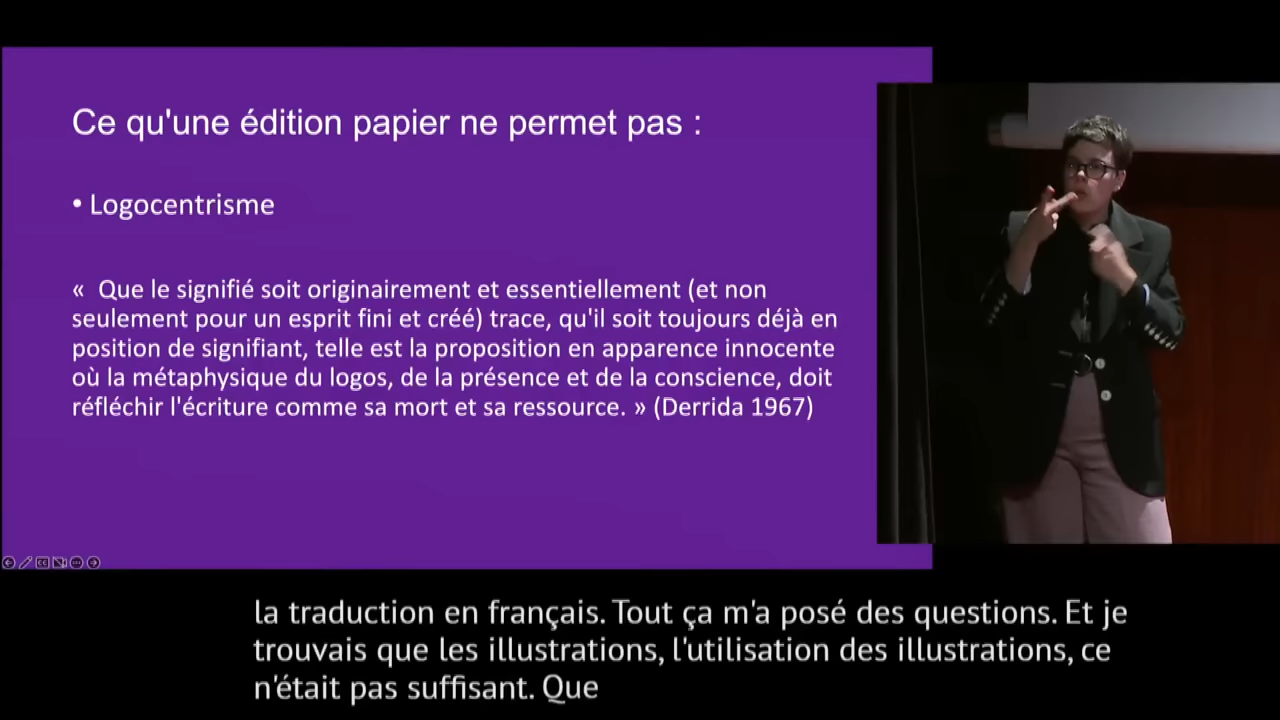 Ce qu'une édition papier ne permet pas :
• Logocentrisme
«  Que le signifié soit originairement et essentiellement (et non
seulement pour un esprit fini et créé) trace, qu'il soit toujours déjà en
position de signifiant, telle est la proposition en apparence innocente
où la métaphysique du logos, de la présence et de la conscience, doit
réfléchir l'écriture comme sa mort et sa ressource. » (Derrida 1967)
la traduction en français. Tout ça m'a posé des questions. Et je
trouvais que les illustrations, l'utilisation des illustrations, ce
n'était pas suffisant. Que